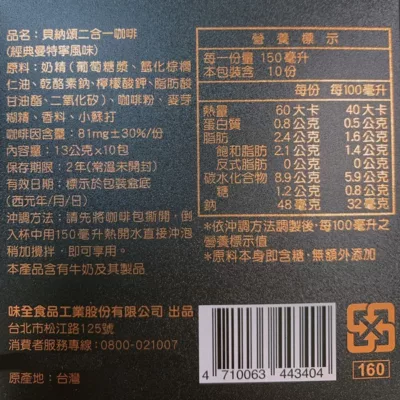 品名：貝納頌二合一咖啡
(經典曼特寧風味)
原料：奶精(葡萄糖漿、氫化棕櫚
仁油、乾酪素鈉、檸檬酸鉀、脂肪酸
甘油酯、二氧化矽)、咖啡粉、麥芽
糊精、香料、小蘇打
咖啡因含量：81mg±30%/份
內容量：13公克×10包
保存期限：2年(常溫未開封)
有效日期：標示於包裝盒底
(西元年/月/日)
沖調方法：請先將咖啡包撕開，倒
入杯中用150毫升熱開水直接沖泡
稍加攪拌，即可享用。
本產品含有牛奶及其製品
味全食品工業股份有限公司 出品
台北市松江路125號
消費者服務專線：0800-021007
原產地：台灣
營養標示
每一份量 150毫升
本包裝含 10份
每份 每100毫升
熱量 60大卡 40大卡
蛋白質 0.8公克 0.5公克
脂肪 2.4公克 1.6公克
飽和脂肪 2.1公克 1.4公克
反式脂肪 0公克 0公克
碳水化合物 8.9公克 5.9公克
糖 1.2公克 0.8公克
鈉 48毫克 32毫克
*依沖調方法調製後，每100毫升之
營養標示值
*原料本身即含糖，無額外添加
4 710063 443404
160